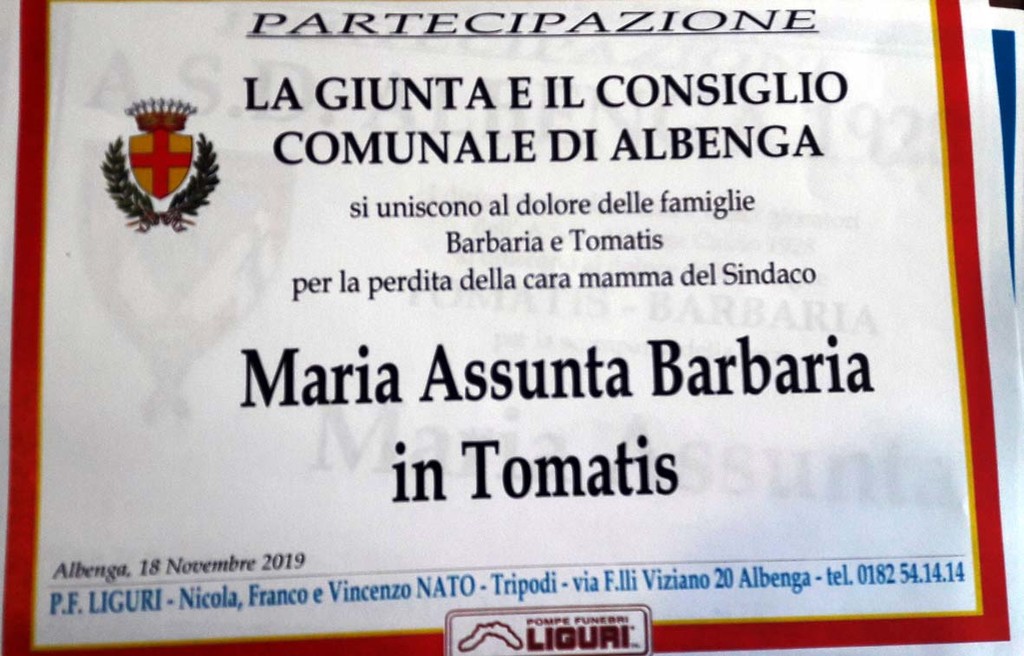 PARTECIPAZIONE
LA GIUNTA E IL CONSIGLIO
COMUNALE DI ALBENGA
si uniscono al dolore delle famiglie
Barbaria e Tomatis
per la perdita della cara mamma del Sindaco
Maria Assunta Barbaria
in Tomatis
Albenga, 18 Novembre 2019
P.F. LIGURI - Nicola, Franco e Vincenzo NATO - Tripodi - via F.lli Viziano 20 Albenga - tel. 0182 54.14.14
POMPE FUNEBRI
LIGURI